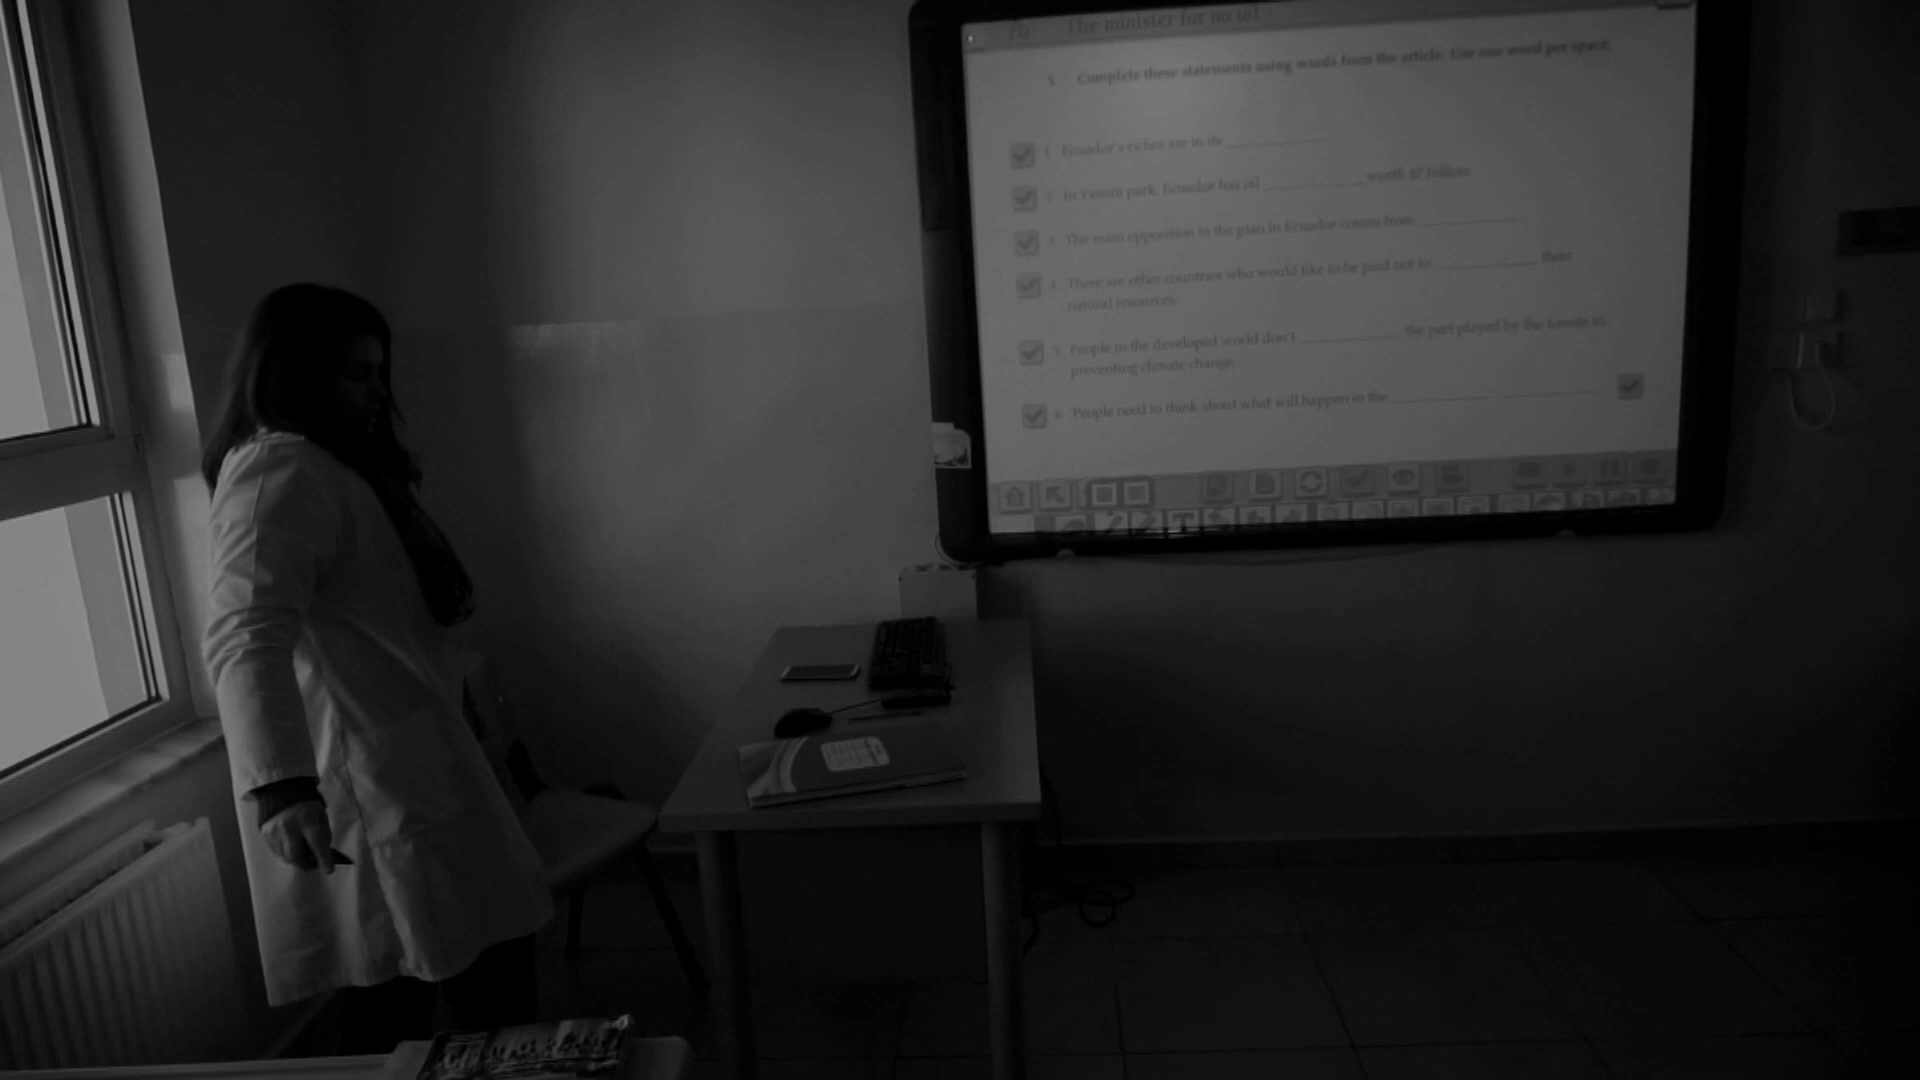 70 The minister for no oil
5 Complete these statements using words from the article. Use one word per space.
1 Ecuador's riches are in its
2 In Yasuni park, Ecuador has oil worth $7 billion.
3 The main opposition to the plan in Ecuador comes from
4 There are other countries who would like to be paid not to their
natural resources.
5 People in the developed world don't the part played by the forests in
preventing climate change.
6 People need to think about what will happen in the